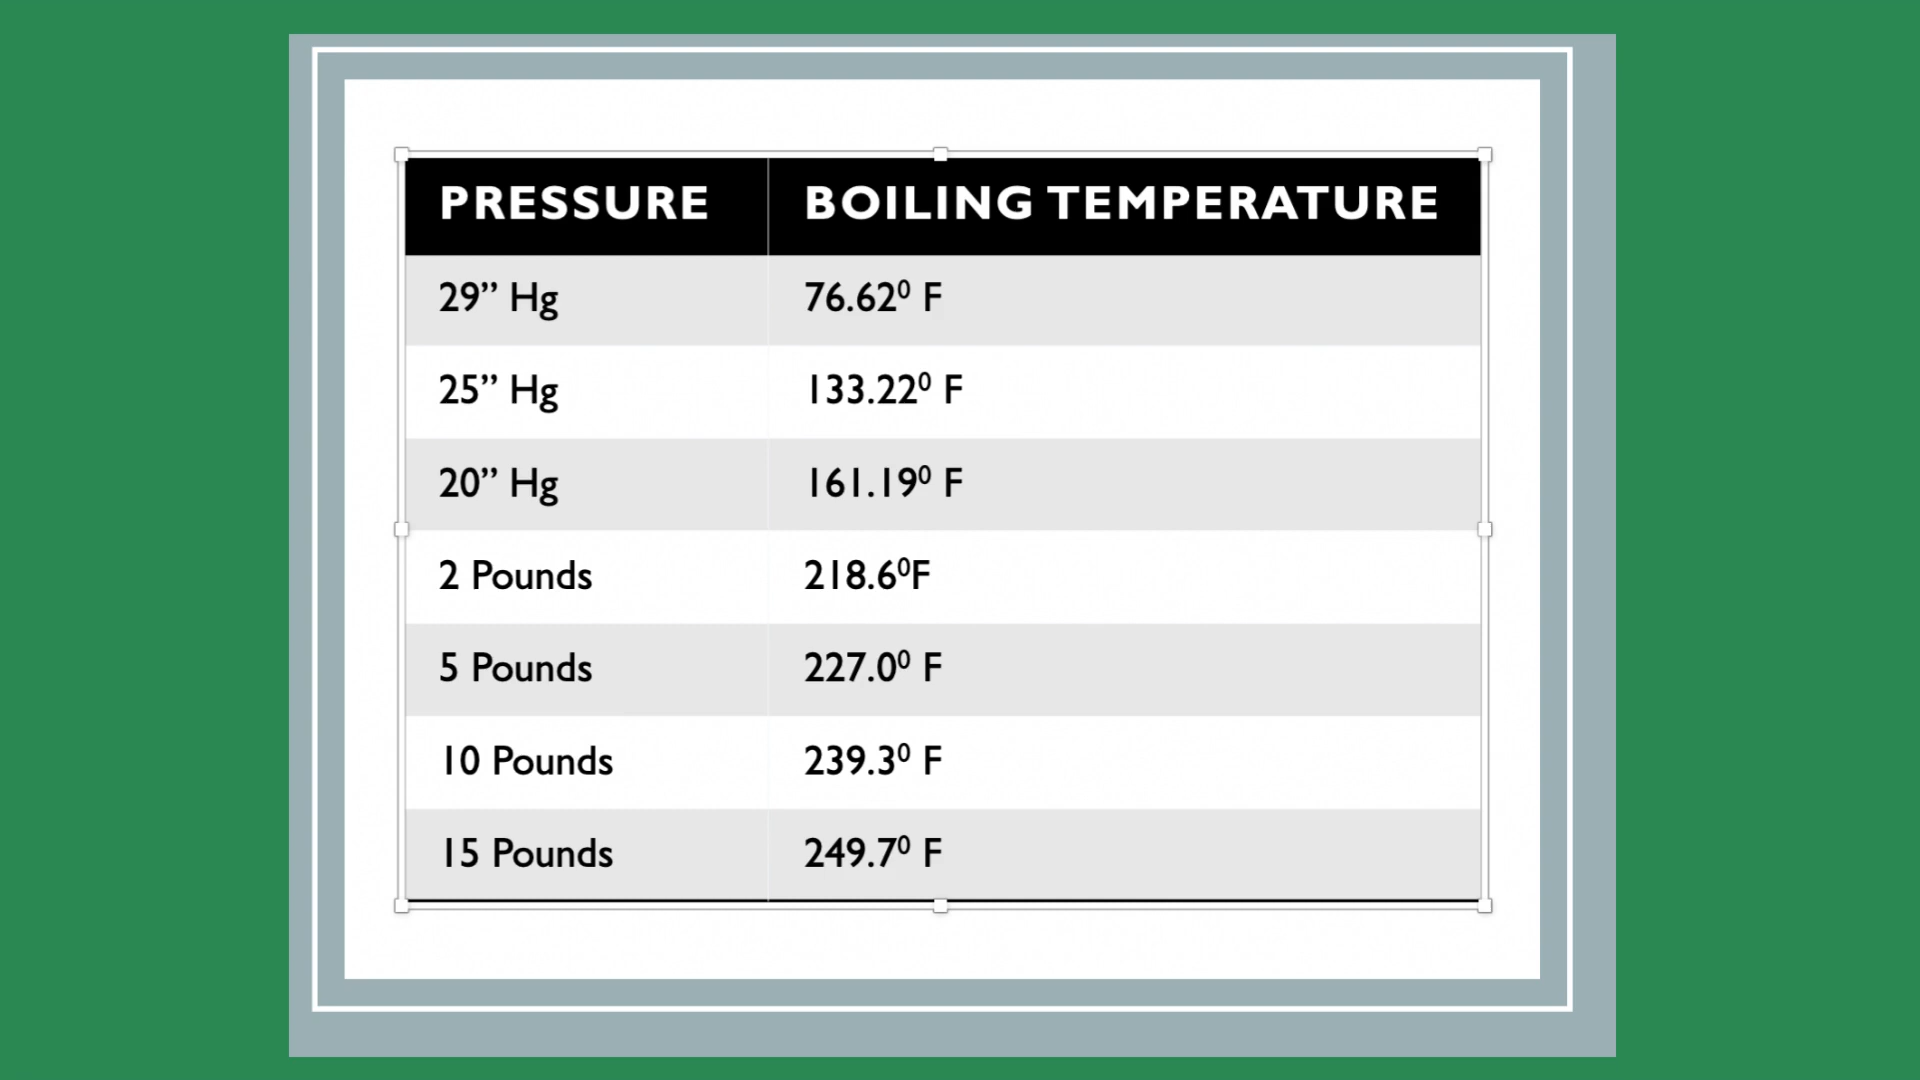 PRESSURE BOILING TEMPERATURE
29” Hg 76.62⁰ F
25” Hg 133.22⁰ F
20” Hg 161.19⁰ F
2 Pounds 218.6⁰F
5 Pounds 227.0⁰ F
10 Pounds 239.3⁰ F
15 Pounds 249.7⁰ F